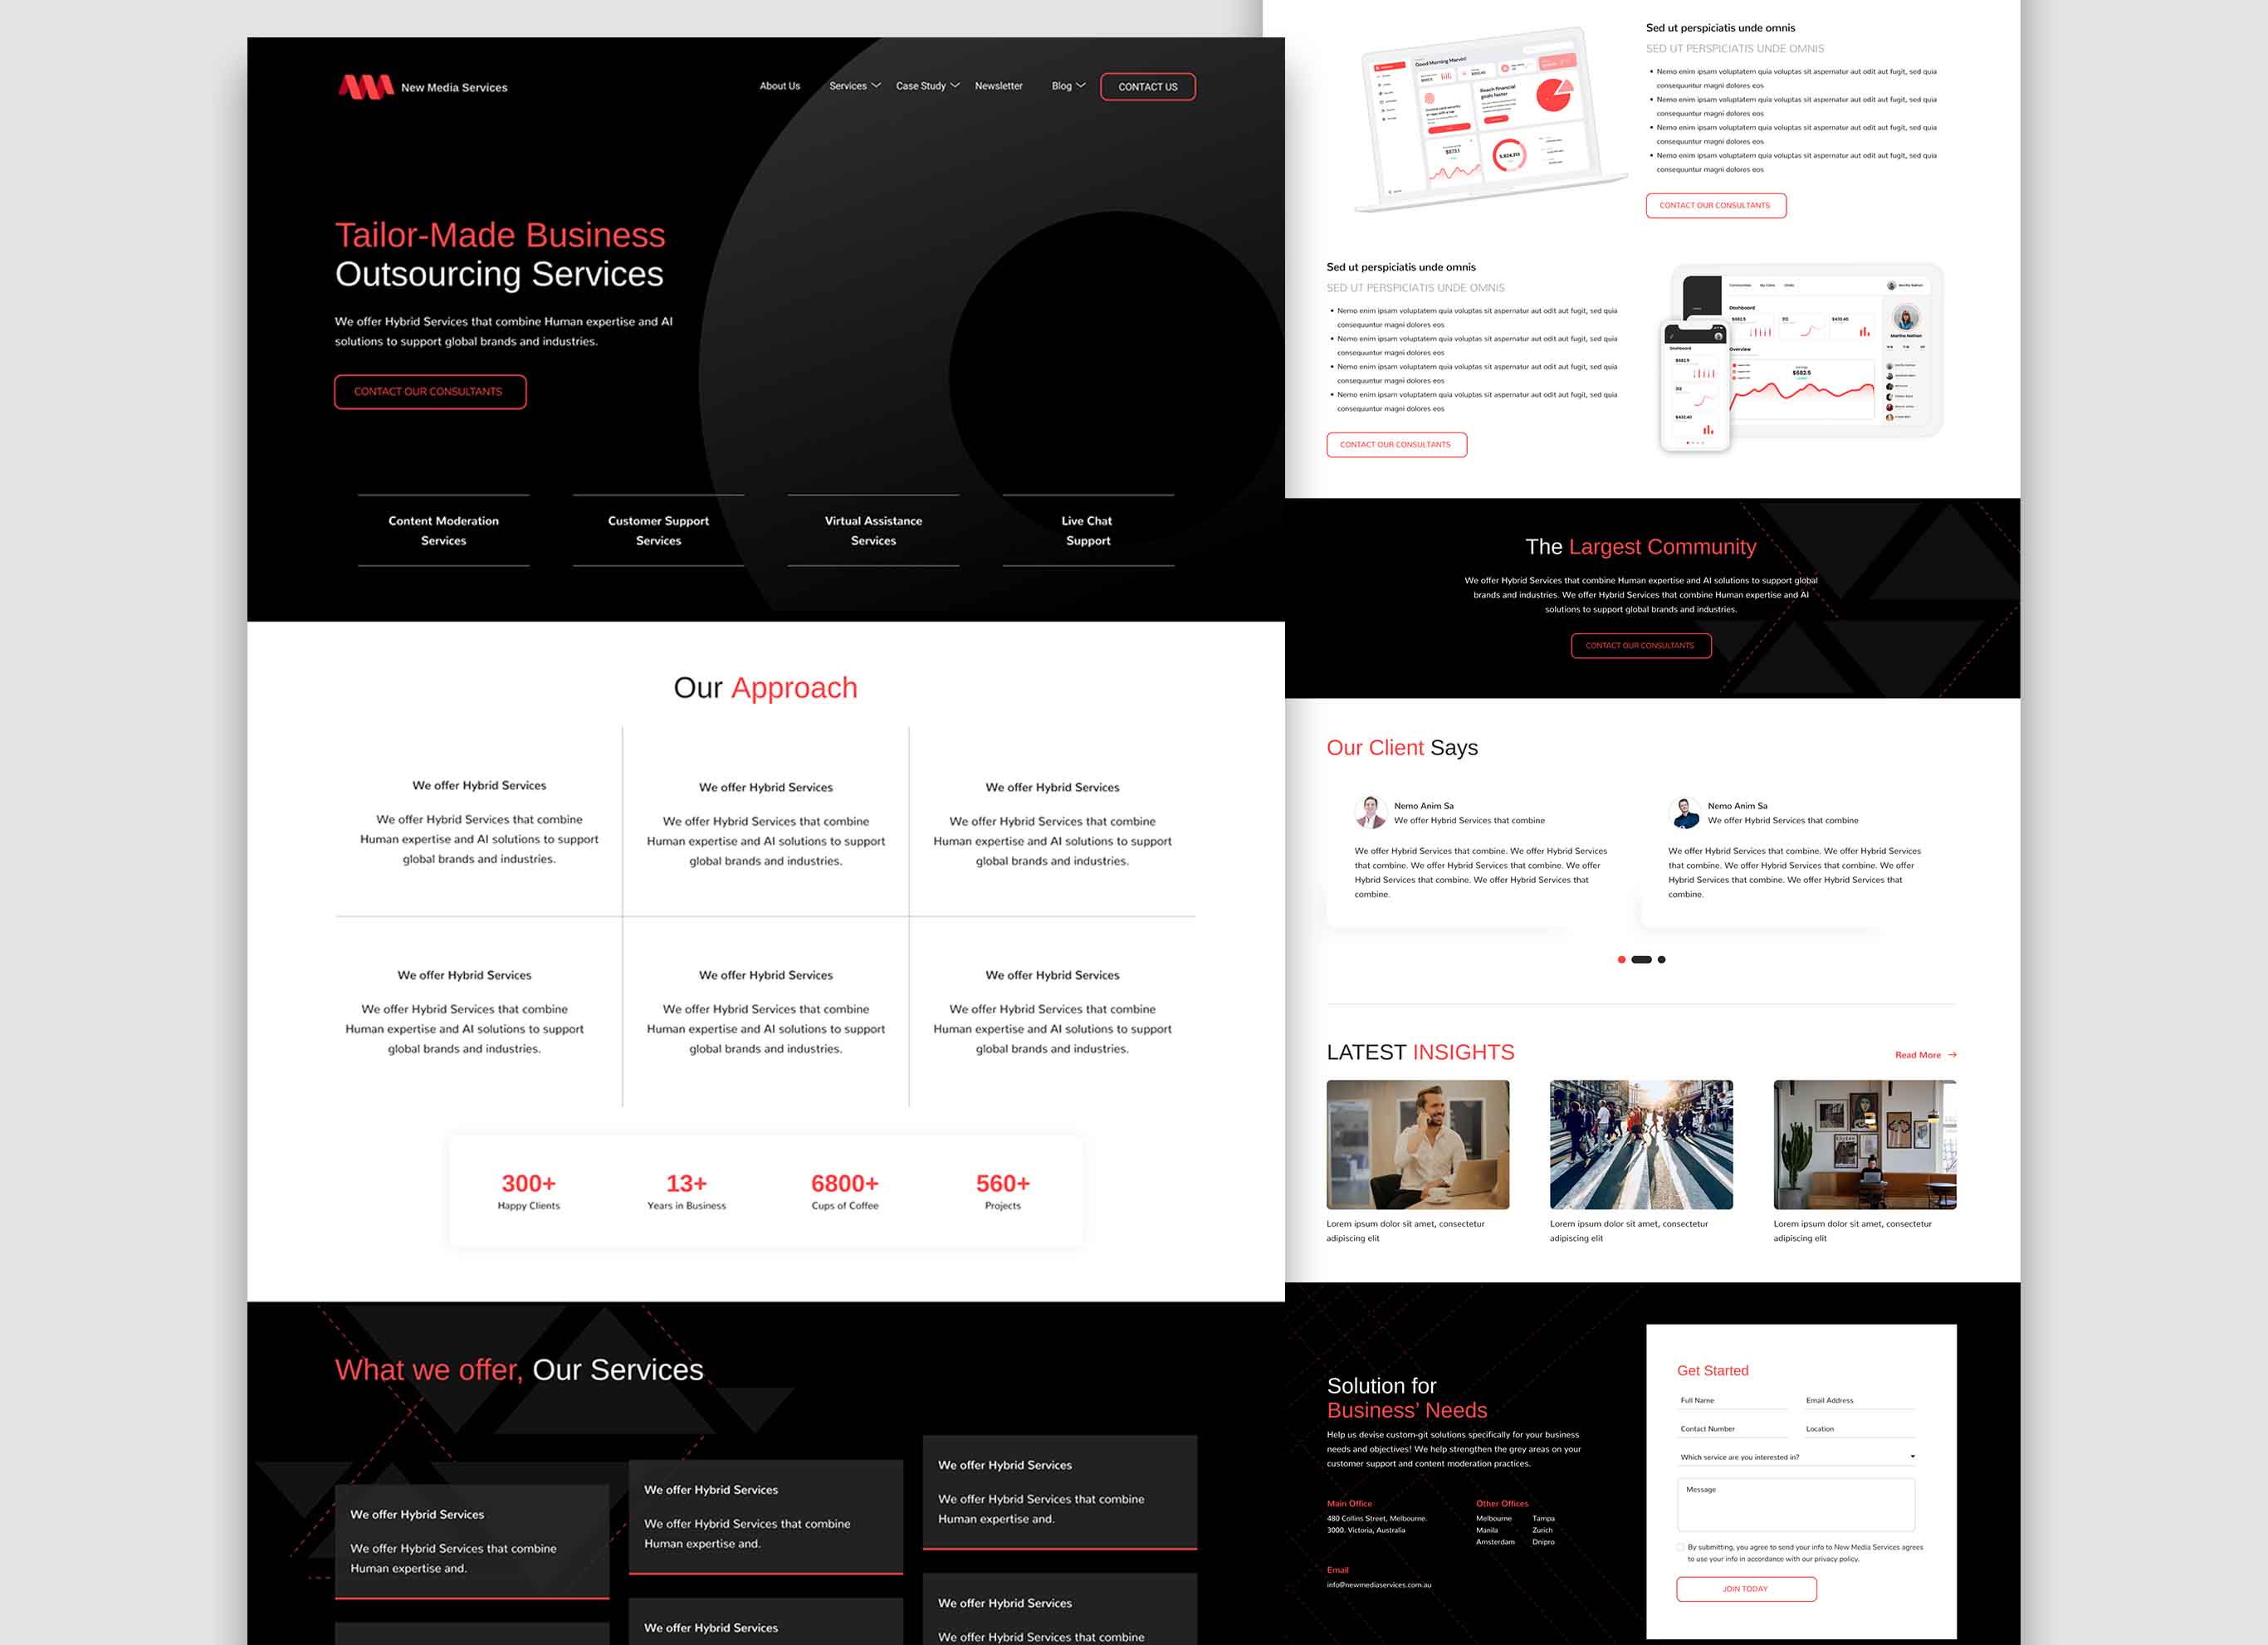 New Media Services
About Us
Services
Case Study
Newsletter
Blog
CONTACT US
Tailor-Made Business
Outsourcing Services
We offer Hybrid Services that combine Human expertise and AI
solutions to support global brands and industries.
CONTACT OUR CONSULTANTS
Content Moderation
Services
Customer Support
Services
Virtual Assistance
Services
Live Chat
Support
Our Approach
We offer Hybrid Services
We offer Hybrid Services that combine
Human expertise and AI solutions to support
global brands and industries.
We offer Hybrid Services
We offer Hybrid Services that combine
Human expertise and AI solutions to support
global brands and industries.
We offer Hybrid Services
We offer Hybrid Services that combine
Human expertise and AI solutions to support
global brands and industries.
We offer Hybrid Services
We offer Hybrid Services that combine
Human expertise and AI solutions to support
global brands and industries.
We offer Hybrid Services
We offer Hybrid Services that combine
Human expertise and AI solutions to support
global brands and industries.
We offer Hybrid Services
We offer Hybrid Services that combine
Human expertise and AI solutions to support
global brands and industries.
300+
Happy Clients
13+
Years in Business
6800+
Cups of Coffee
560+
Projects
What we offer, Our Services
We offer Hybrid Services
We offer Hybrid Services that combine
Human expertise and.
We offer Hybrid Services
We offer Hybrid Services that combine
Human expertise and.
We offer Hybrid Services
We offer Hybrid Services that combine
Human expertise and.
We offer Hybrid Services
We offer Hybrid Services
We offer Hybrid Services that combine
Good Morning Marvin!
Reach financial
goals faster
$8731
Sed ut perspiciatis unde omnis
SED UT PERSPICIATIS UNDE OMNIS
• Nemo enim ipsam voluptatem quia voluptas sit aspernatur aut odit aut fugit, sed quia
consequuntur magni dolores eos
• Nemo enim ipsam voluptatem quia voluptas sit aspernatur aut odit aut fugit, sed quia
consequuntur magni dolores eos
• Nemo enim ipsam voluptatem quia voluptas sit aspernatur aut odit aut fugit, sed quia
consequuntur magni dolores eos
• Nemo enim ipsam voluptatem quia voluptas sit aspernatur aut odit aut fugit, sed quia
consequuntur magni dolores eos
CONTACT OUR CONSULTANTS
Sed ut perspiciatis unde omnis
SED UT PERSPICIATIS UNDE OMNIS
• Nemo enim ipsam voluptatem quia voluptas sit aspernatur aut odit aut fugit, sed quia
consequuntur magni dolores eos
• Nemo enim ipsam voluptatem quia voluptas sit aspernatur aut odit aut fugit, sed quia
consequuntur magni dolores eos
• Nemo enim ipsam voluptatem quia voluptas sit aspernatur aut odit aut fugit, sed quia
consequuntur magni dolores eos
• Nemo enim ipsam voluptatem quia voluptas sit aspernatur aut odit aut fugit, sed quia
consequuntur magni dolores eos
CONTACT OUR CONSULTANTS
Dashboard
$682.5
312
$433.40
Martha Nathan
Overview
$682.5
Dashboard
$682.5
312
$433.40
The Largest Community
We offer Hybrid Services that combine Human expertise and AI solutions to support global
brands and industries. We offer Hybrid Services that combine Human expertise and AI
solutions to support global brands and industries.
CONTACT OUR CONSULTANTS
Our Client Says
Nemo Anim Sa
We offer Hybrid Services that combine
We offer Hybrid Services that combine. We offer Hybrid Services
that combine. We offer Hybrid Services that combine. We offer
Hybrid Services that combine. We offer Hybrid Services that
combine.
Nemo Anim Sa
We offer Hybrid Services that combine
We offer Hybrid Services that combine. We offer Hybrid Services
that combine. We offer Hybrid Services that combine. We offer
Hybrid Services that combine. We offer Hybrid Services that
combine.
LATEST INSIGHTS
Read More →
Lorem ipsum dolor sit amet, consectetur
adipiscing elit
Lorem ipsum dolor sit amet, consectetur
adipiscing elit
Lorem ipsum dolor sit amet, consectetur
adipiscing elit
Solution for
Business' Needs
Help us devise custom-git solutions specifically for your business
needs and objectives! We help strengthen the grey areas on your
customer support and content moderation practices.
Main Office
480 Collins Street, Melbourne.
3000. Victoria, Australia
Other Offices
Melbourne
Manila
Amsterdam
Tampa
Zurich
Dnipro
Email
info@newmediaservices.com.au
Get Started
Full Name
Email Address
Contact Number
Location
Which service are you interested in?
Message
By submitting, you agree to send your info to New Media Services agrees
to use your info in accordance with our privacy policy.
JOIN TODAY